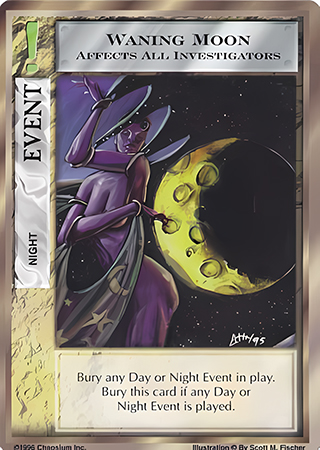 WANING MOON
AFFECTS ALL INVESTIGATORS
!
EVENT
NIGHT
Bury any Day or Night Event in play.
Bury this card if any Day or
Night Event is played.
©1996 Chaosium Inc.
Illustration © By Scott M. Fischer